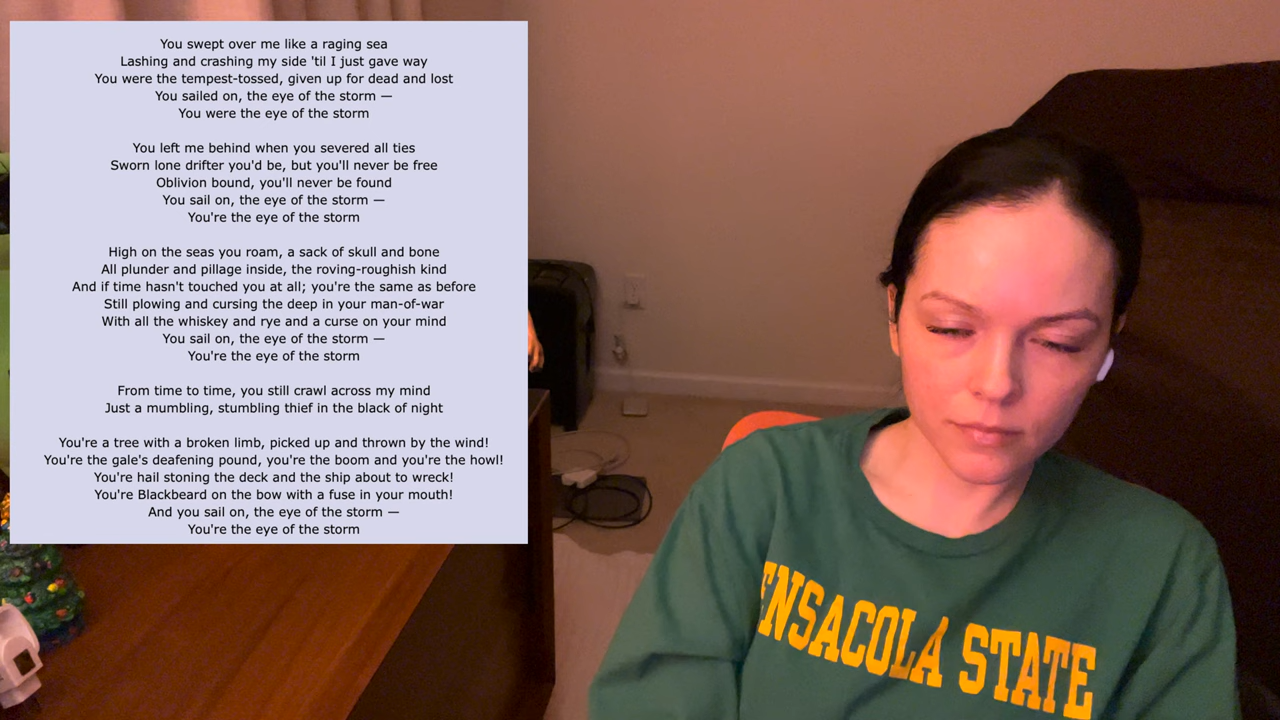 You swept over me like a raging sea
Lashing and crashing my side 'til I just gave way
You were the tempest-tossed, given up for dead and lost
You sailed on, the eye of the storm —
You were the eye of the storm
You left me behind when you severed all ties
Sworn lone drifter you'd be, but you'll never be free
Oblivion bound, you'll never be found
You sail on, the eye of the storm —
You're the eye of the storm
High on the seas you roam, a sack of skull and bone
All plunder and pillage inside, the roving-roughish kind
And if time hasn't touched you at all; you're the same as before
Still plowing and cursing the deep in your man-of-war
With all the whiskey and rye and a curse on your mind
You sail on, the eye of the storm —
You're the eye of the storm
From time to time, you still crawl across my mind
Just a mumbling, stumbling thief in the black of night
You're a tree with a broken limb, picked up and thrown by the wind!
You're the gale's deafening pound, you're the boom and you're the howl!
You're hail stoning the deck and the ship about to wreck!
You're Blackbeard on the bow with a fuse in your mouth!
And you sail on, the eye of the storm —
You're the eye of the storm
ENSACOLA STATE